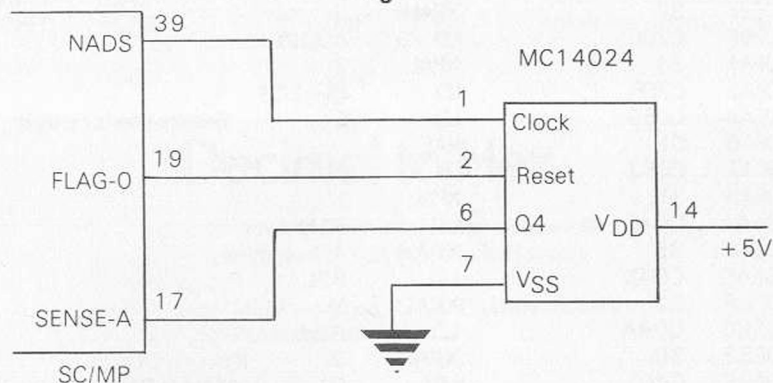 39
NADS
MC14024
1
Clock
19
2
FLAG-0
Reset
6
Q4
VDD
14
+5V
7
VSS
17
SENSE-A
SC/MP